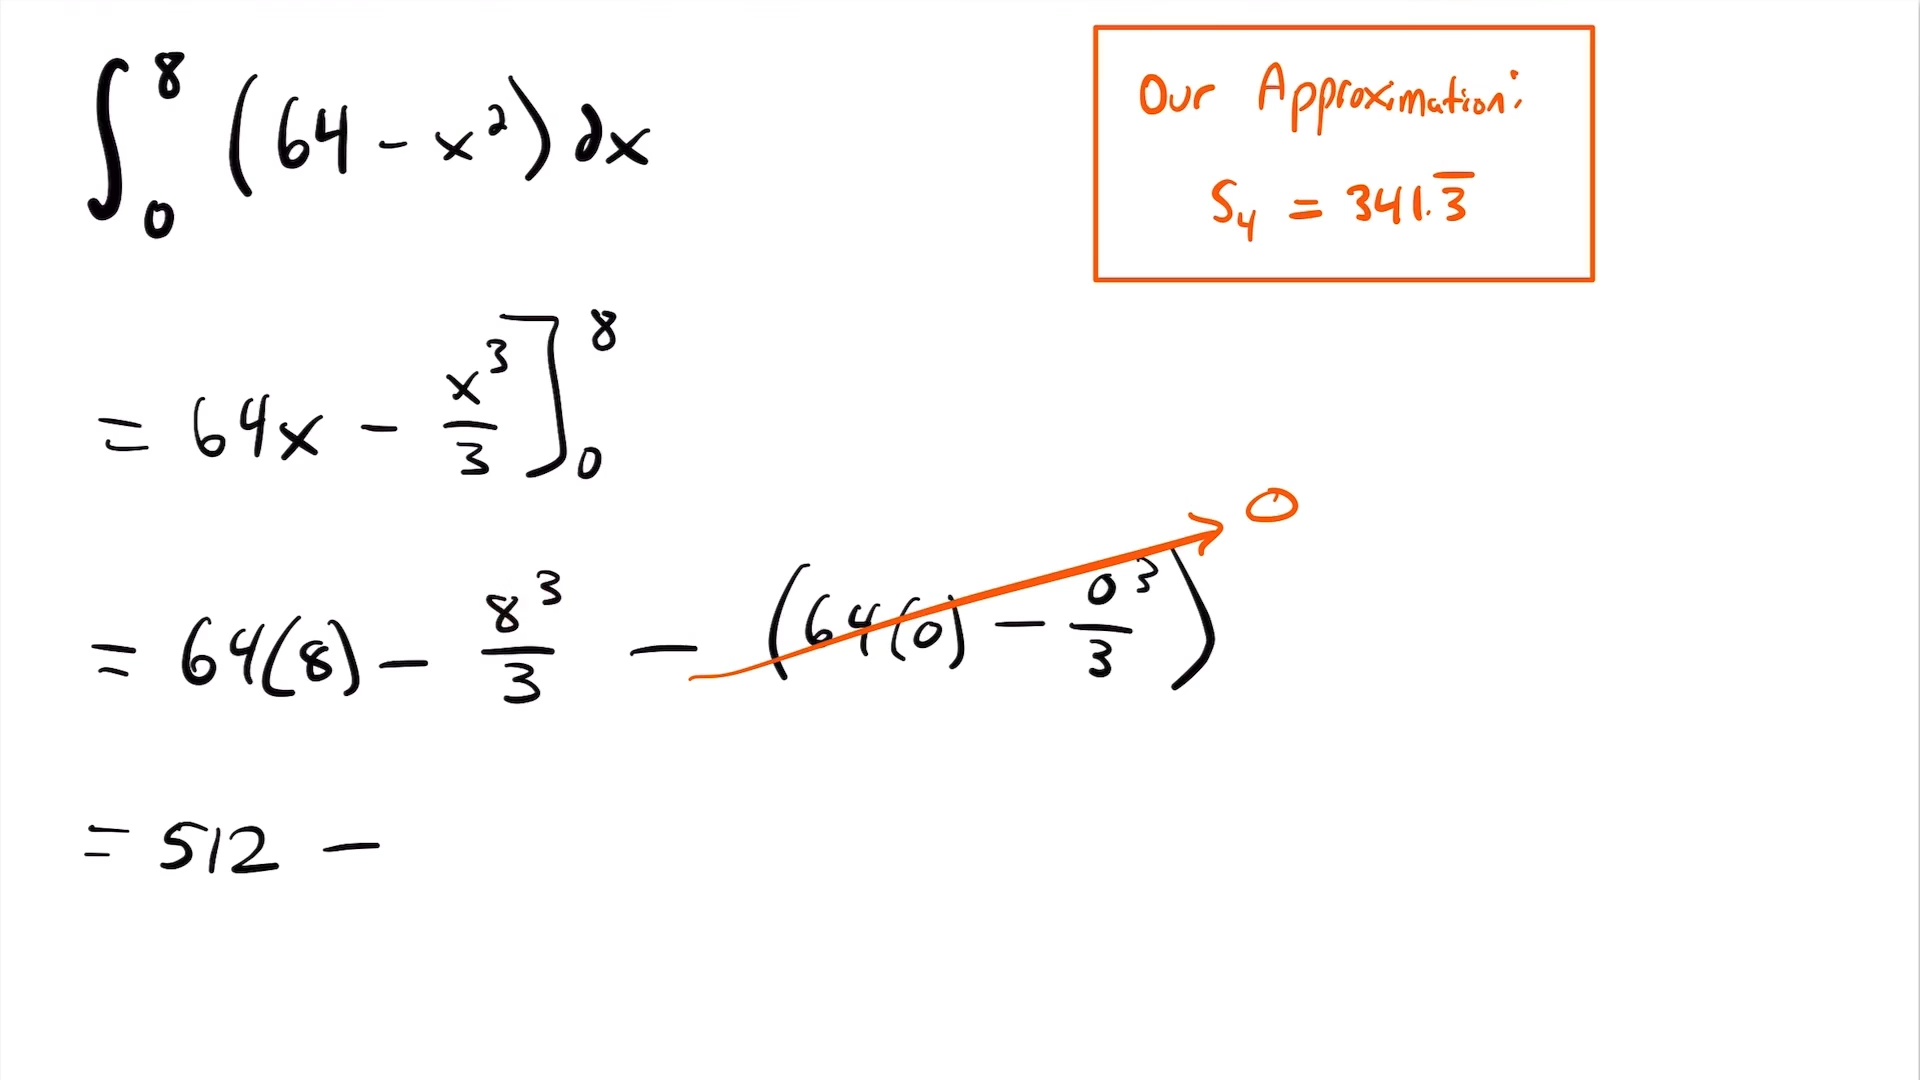 ∫₀⁸ (64 - x²) dx
Our Approximation:
S₄ = 341.3̅
= 64x - x³/3 ]₀⁸
= 64(8) - 8³/3 - (64(0) - 0³/3) 0
= 512 -